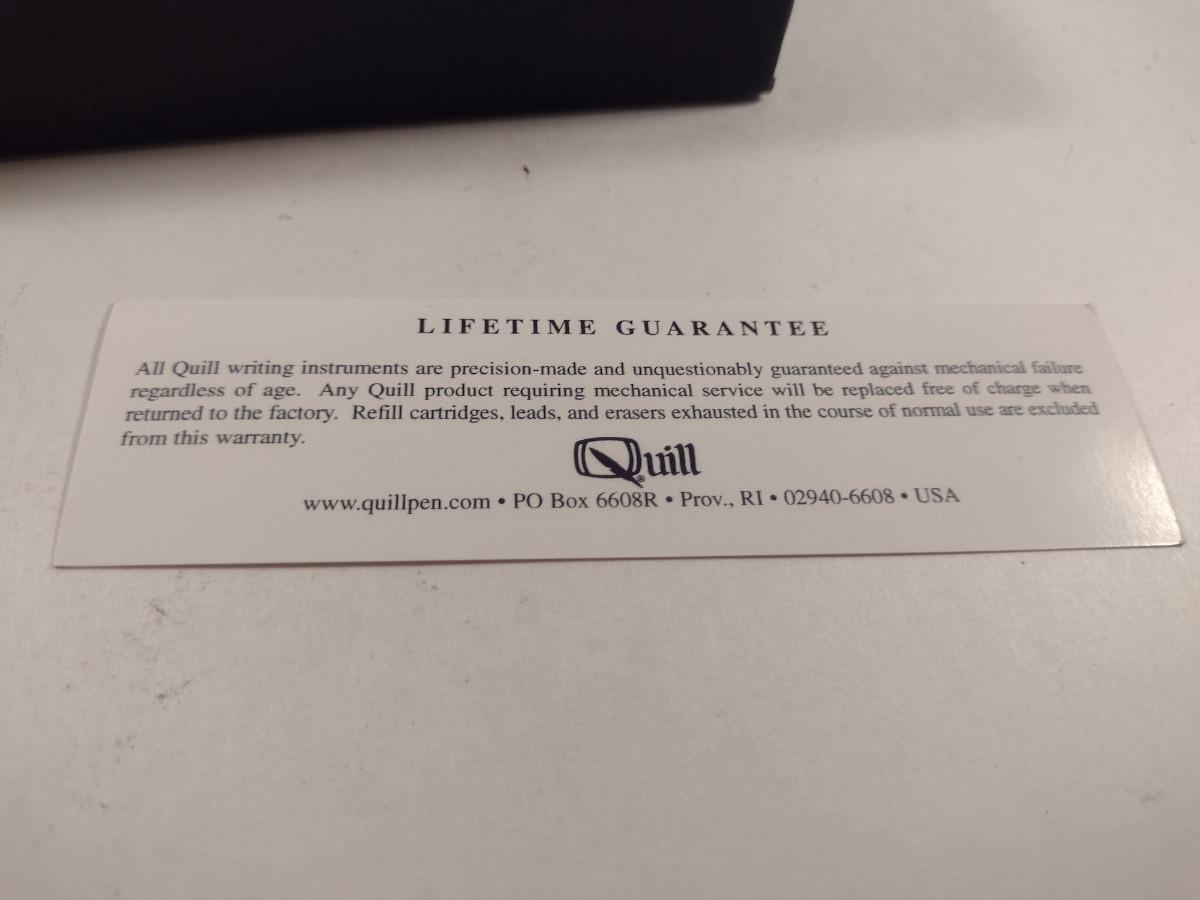 LIFETIME GUARANTEE
All Quill writing instruments are precision-made and unquestionably guaranteed against mechanical failure
regardless of age. Any Quill product requiring mechanical service will be replaced free of charge when
returned to the factory. Refill cartridges, leads, and erasers exhausted in the course of normal use are excluded
from this warranty.
Quill®
www.quillpen.com • PO Box 6608R • Prov., RI • 02940-6608 • USA